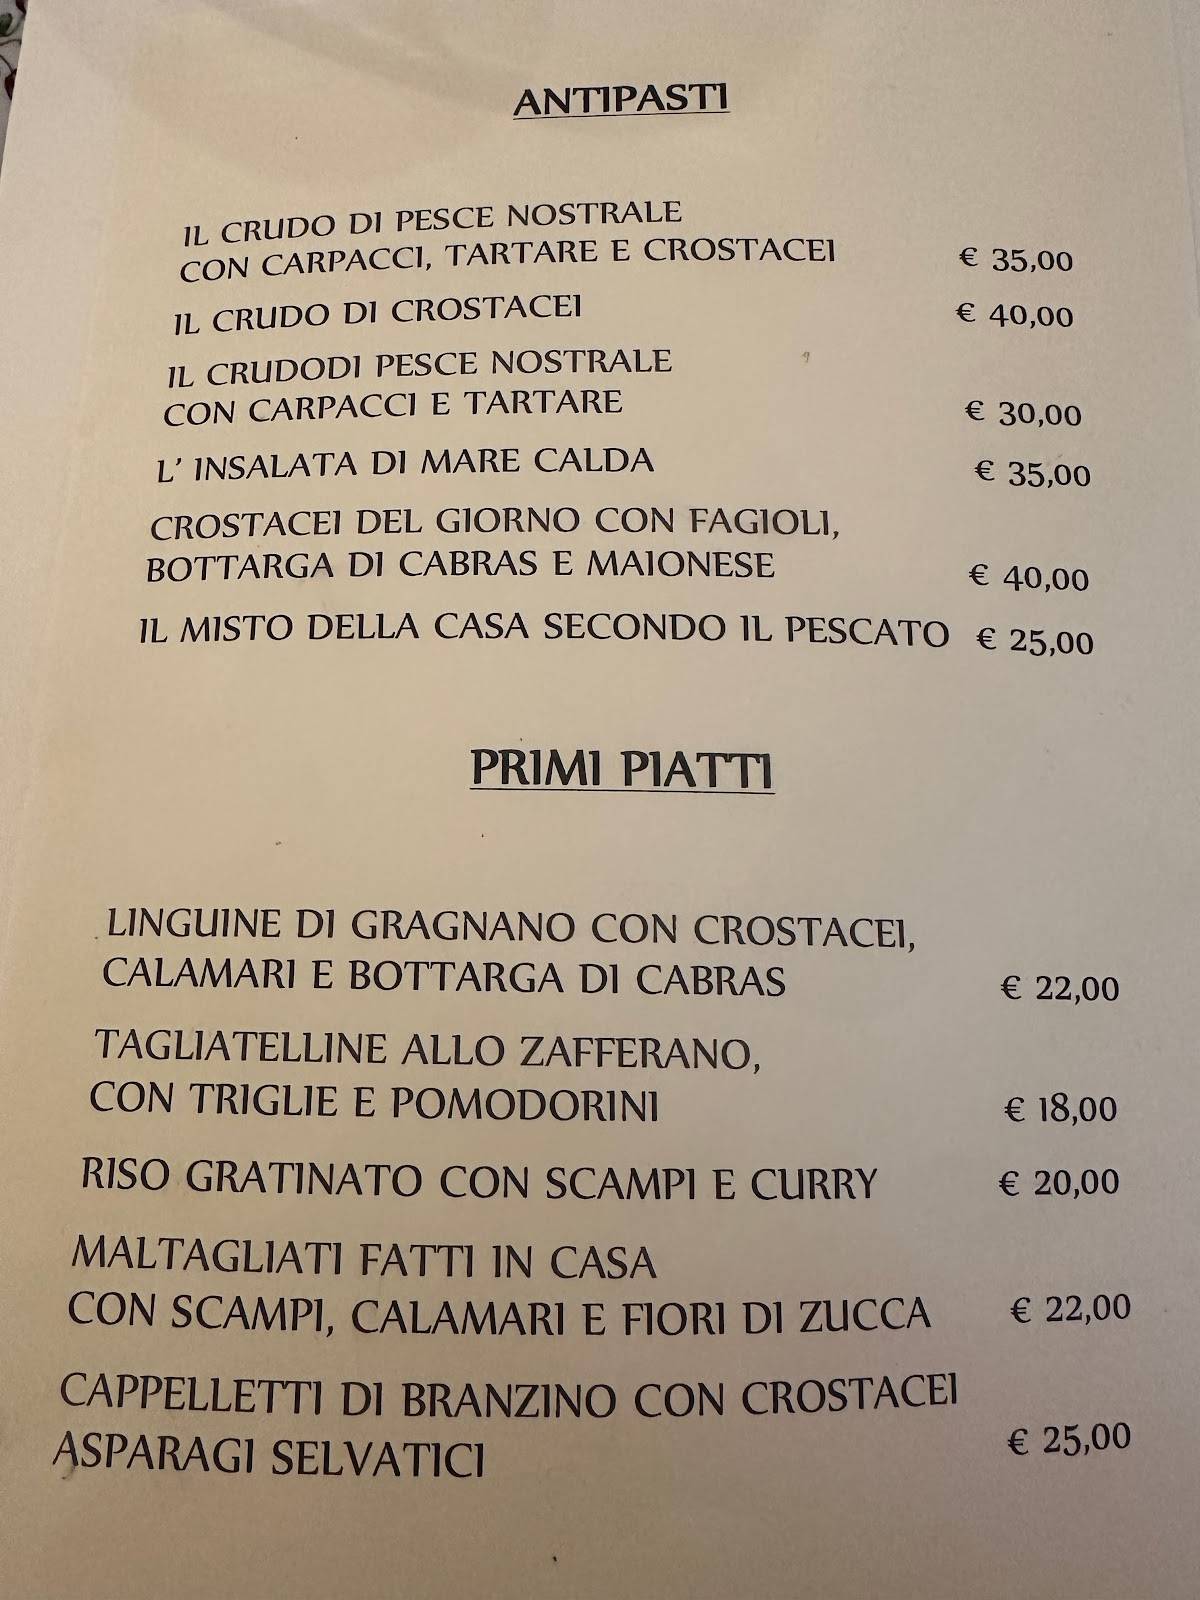 ANTIPASTI
IL CRUDO DI PESCE NOSTRALE
CON CARPACCI, TARTARE E CROSTACEI € 35,00
IL CRUDO DI CROSTACEI € 40,00
IL CRUDODI PESCE NOSTRALE
CON CARPACCI E TARTARE € 30,00
L' INSALATA DI MARE CALDA € 35,00
CROSTACEI DEL GIORNO CON FAGIOLI,
BOTTARGA DI CABRAS E MAIONESE € 40,00
IL MISTO DELLA CASA SECONDO IL PESCATO € 25,00
PRIMI PIATTI
LINGUINE DI GRAGNANO CON CROSTACEI,
CALAMARI E BOTTARGA DI CABRAS € 22,00
TAGLIATELLINE ALLO ZAFFERANO,
CON TRIGLIE E POMODORINI € 18,00
RISO GRATINATO CON SCAMPI E CURRY € 20,00
MALTAGLIATI FATTI IN CASA
CON SCAMPI, CALAMARI E FIORI DI ZUCCA € 22,00
CAPPELLETTI DI BRANZINO CON CROSTACEI
ASPARAGI SELVATICI € 25,00